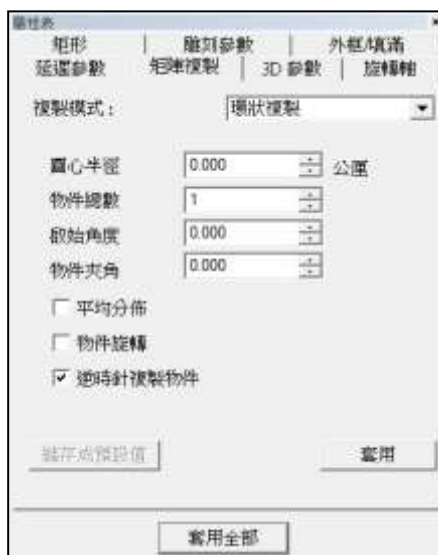 屬性表
矩形 雕刻參數 外框/填滿
延遲參數 矩陣複製 3D 參數 旋轉軸
複製模式： 環狀複製
圓心半徑 0.000 公厘
物件總數 1
啟始角度 0.000
物件夾角 0.000
平均分佈
物件旋轉
逆時針複製物件
儲存成預設值 套用
套用全部